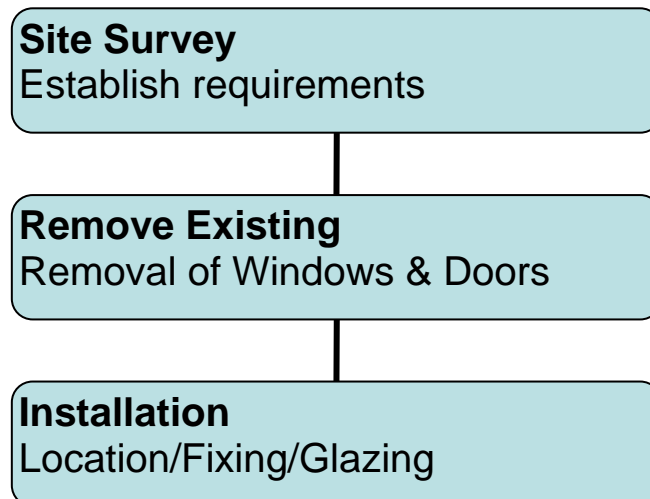 Site Survey
Establish requirements
Remove Existing
Removal of Windows & Doors
Installation
Location/Fixing/Glazing